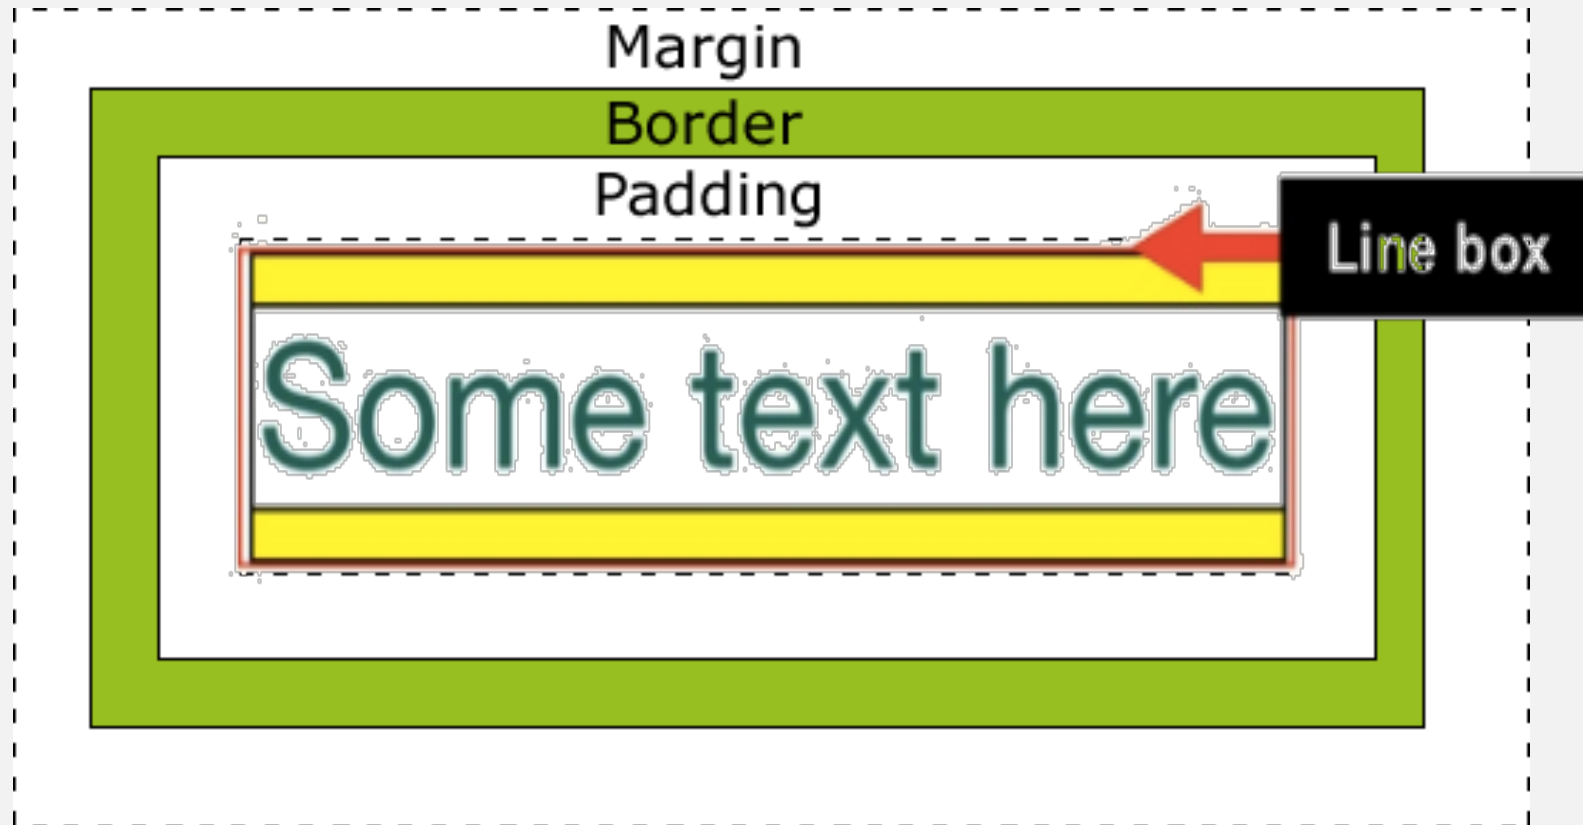 Margin
Border
Padding
Line box
Some text here